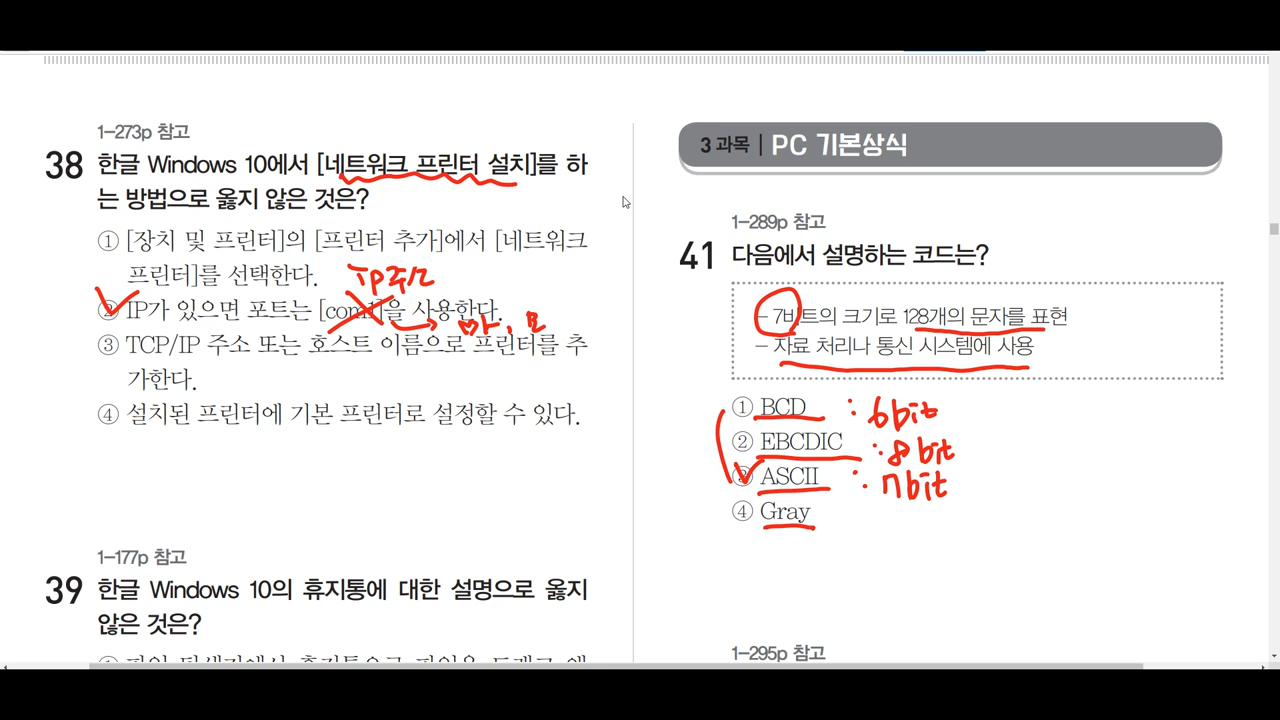 1-273p 참고
38 한글 Windows 10에서 [네트워크 프린터 설치]를 하
는 방법으로 옳지 않은 것은?
① [장치 및 프린터]의 [프린터 추가]에서 [네트워크
프린터]를 선택한다.
IP주소
② IP가 있으면 포트는 [com1]을 사용한다.
마, 모
③ TCP/IP 주소 또는 호스트 이름으로 프린터를 추
가한다.
④ 설치된 프린터에 기본 프린터로 설정할 수 있다.
1-177p 참고
39 한글 Windows 10의 휴지통에 대한 설명으로 옳지
않은 것은?
3과목 | PC 기본상식
1-289p 참고
41 다음에서 설명하는 코드는?
- 7비트의 크기로 128개의 문자를 표현
- 자료 처리나 통신 시스템에 사용
① BCD : 6bit
② EBCDIC : 8bit
③ ASCII : 7bit
④ Gray
1-295p 참고